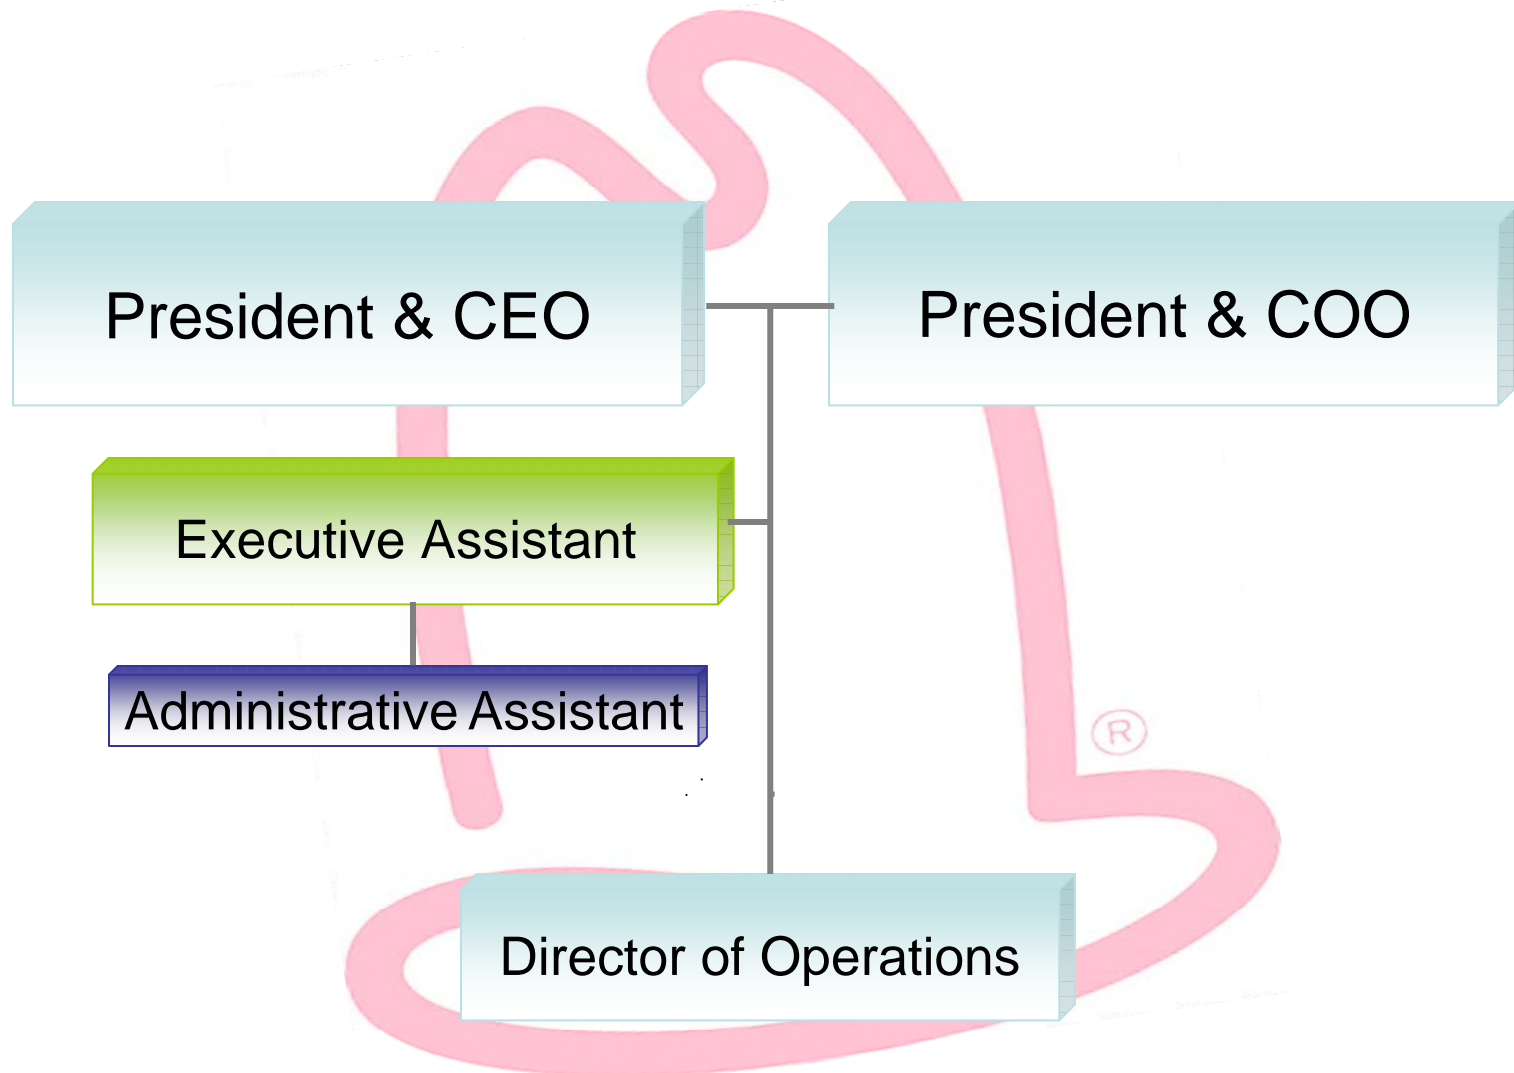 President & CEO
President & COO
Executive Assistant
Administrative Assistant
®
Director of Operations